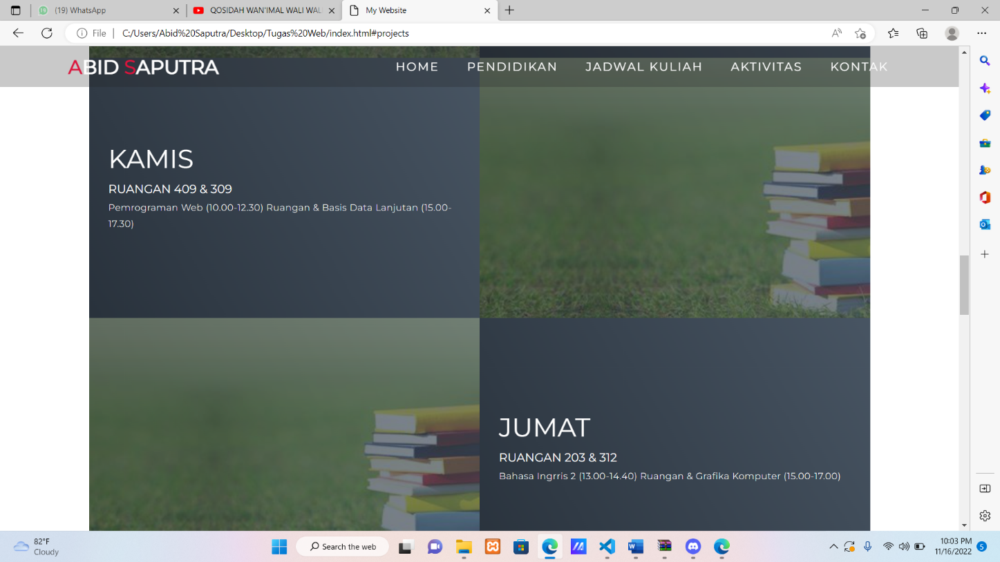 (19) WhatsApp
QOSIDAH WAN'IMAL WALI WAL
My Website
File
C:/Users/Abid%20Saputra/Desktop/Tugas%20Web/index.html#projects
ABID SAPUTRA
HOME
PENDIDIKAN
JADWAL KULIAH
AKTIVITAS
KONTAK
KAMIS
RUANGAN 409 & 309
Pemrograman Web (10.00-12.30) Ruangan & Basis Data Lanjutan (15.00-
17.30)
JUMAT
RUANGAN 203 & 312
Bahasa Ingrris 2 (13.00-14.40) Ruangan & Grafika Komputer (15.00-17.00)
82°F
Cloudy
Search the web
10:03 PM
11/16/2022
5